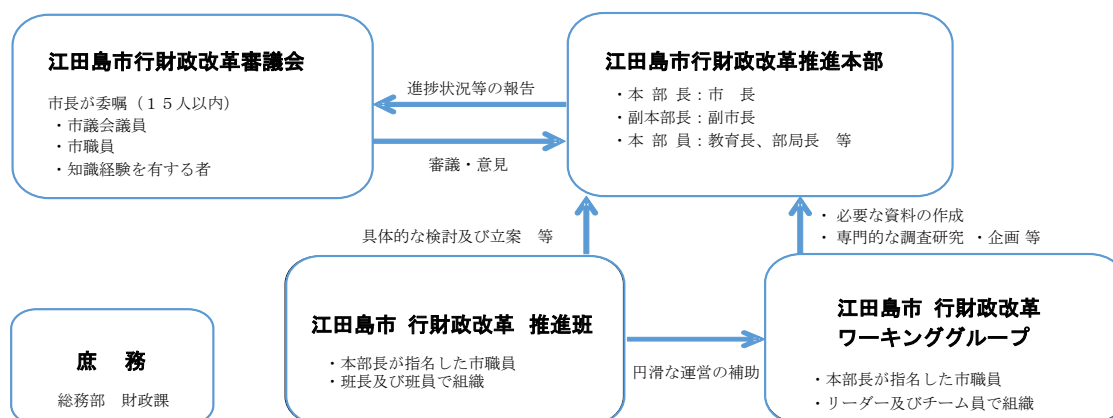 江田島市行財政改革審議会
市長が委嘱（１５人以内）
・市議会議員
・市職員
・知識経験を有する者
進捗状況等の報告
審議・意見
江田島市行財政改革推進本部
・本 部 長：市　長
・副本部長：副市長
・本 部 員：教育長、部局長　等
具体的な検討及び立案　等
・ 必要な資料の作成
・ 専門的な調査研究 ・企画 等
江田島市 行財政改革 推進班
・本部長が指名した市職員
・班長及び班員で組織
円滑な運営の補助
江田島市 行財政改革
ワーキンググループ
・本部長が指名した市職員
・リーダー及びチーム員で組織
庶　務
総務部　財政課